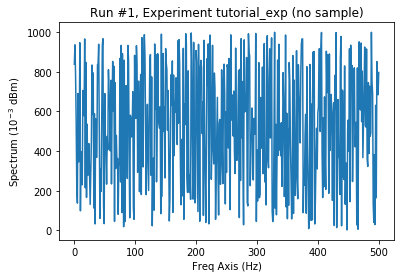 Run #1, Experiment tutorial_exp (no sample)
1000
800
600
400
200
0
Spectrum (10⁻³ dBm)
0 100 200 300 400 500
Freq Axis (Hz)